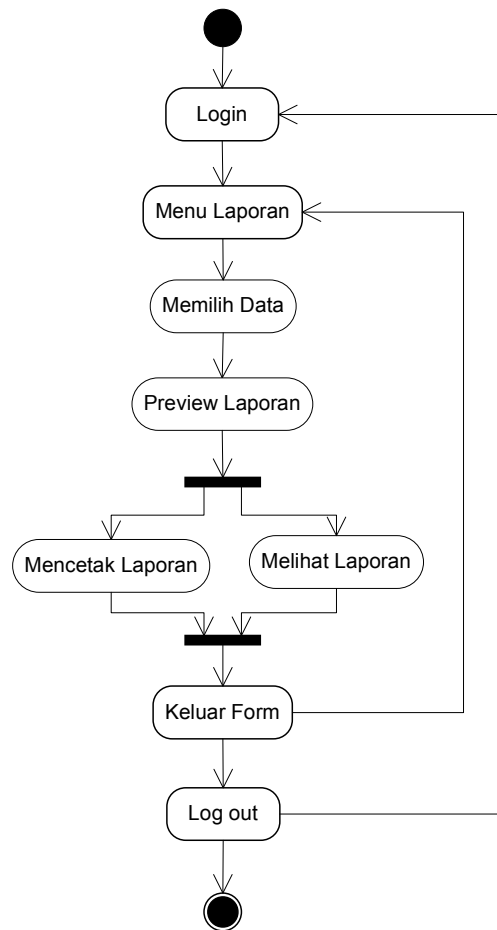 Login
Menu Laporan
Memilih Data
Preview Laporan
Mencetak Laporan
Melihat Laporan
Keluar Form
Log out